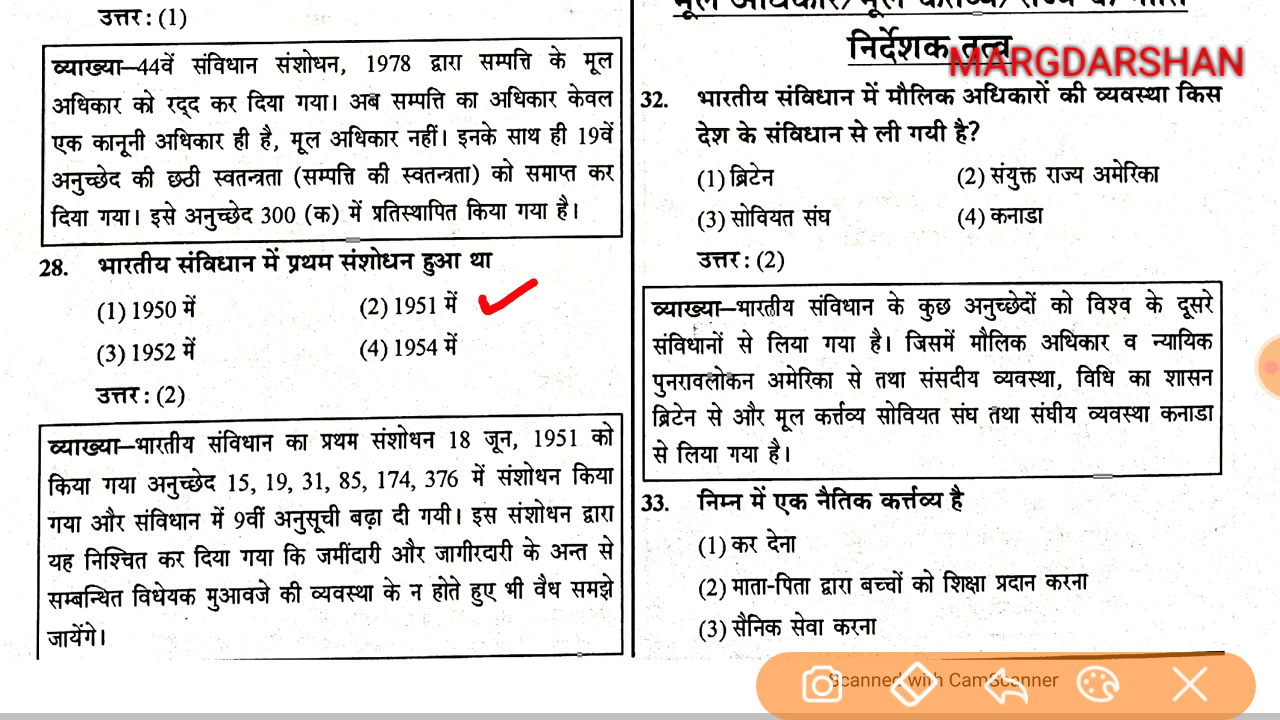 उत्तर : (1)
व्याख्या–44वें संविधान संशोधन, 1978 द्वारा सम्पत्ति के मूल
अधिकार को रद्द कर दिया गया। अब सम्पत्ति का अधिकार केवल
एक कानूनी अधिकार ही है, मूल अधिकार नहीं। इनके साथ ही 19वें
अनुच्छेद की छठी स्वतन्त्रता (सम्पत्ति की स्वतन्त्रता) को समाप्त कर
दिया गया। इसे अनुच्छेद 300 (क) में प्रतिस्थापित किया गया है।
28. भारतीय संविधान में प्रथम संशोधन हुआ था
(1) 1950 में (2) 1951 में
(3) 1952 में (4) 1954 में
उत्तर : (2)
व्याख्या–भारतीय संविधान का प्रथम संशोधन 18 जून, 1951 को
किया गया अनुच्छेद 15, 19, 31, 85, 174, 376 में संशोधन किया
गया और संविधान में 9वीं अनुसूची बढ़ा दी गयी। इस संशोधन द्वारा
यह निश्चित कर दिया गया कि जमींदारी और जागीरदारी के अन्त से
सम्बन्धित विधेयक मुआवजे की व्यवस्था के न होते हुए भी वैध समझे
जायेंगे।
मूल अधिकार/मूल कर्तव्य/राज्य के नीति
निर्देशक तत्व
MARGDARSHAN
32. भारतीय संविधान में मौलिक अधिकारों की व्यवस्था किस
देश के संविधान से ली गयी है?
(1) ब्रिटेन (2) संयुक्त राज्य अमेरिका
(3) सोवियत संघ (4) कनाडा
उत्तर : (2)
व्याख्या–भारतीय संविधान के कुछ अनुच्छेदों को विश्व के दूसरे
संविधानों से लिया गया है। जिसमें मौलिक अधिकार व न्यायिक
पुनरावलोकन अमेरिका से तथा संसदीय व्यवस्था, विधि का शासन
ब्रिटेन से और मूल कर्त्तव्य सोवियत संघ तथा संघीय व्यवस्था कनाडा
से लिया गया है।
33. निम्न में एक नैतिक कर्त्तव्य है
(1) कर देना
(2) माता-पिता द्वारा बच्चों को शिक्षा प्रदान करना
(3) सैनिक सेवा करना
Scanned with CamScanner